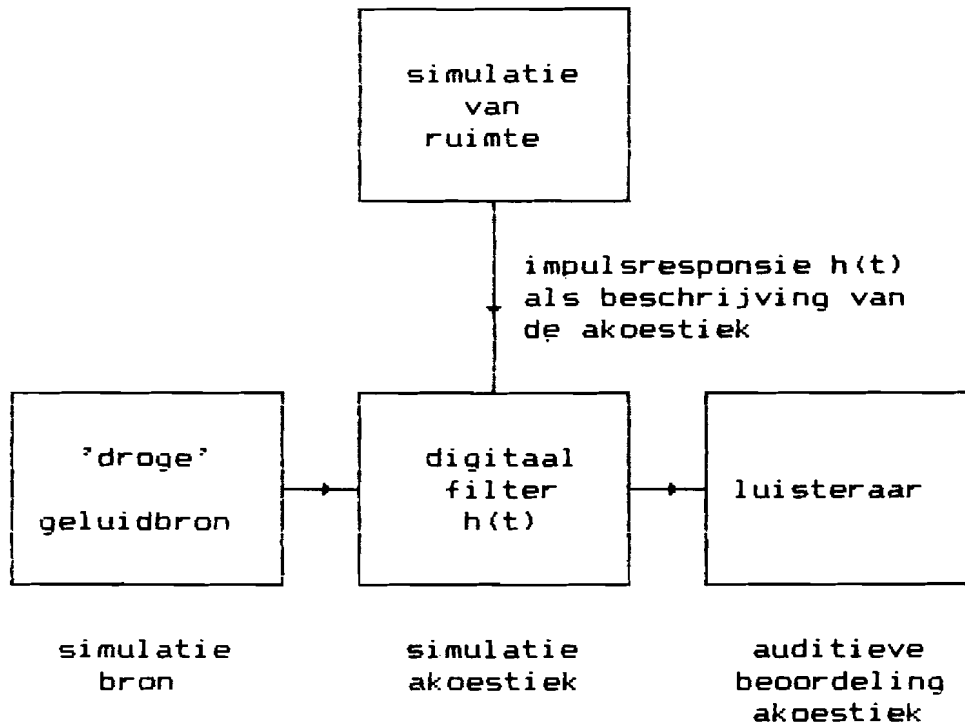 simulatie
van
ruimte
impulsresponsie h(t)
als beschrijving van
de akoestiek
'droge'
geluidbron
digitaal
filter
h(t)
luisteraar
simulatie
bron
simulatie
akoestiek
auditieve
beoordeling
akoestiek